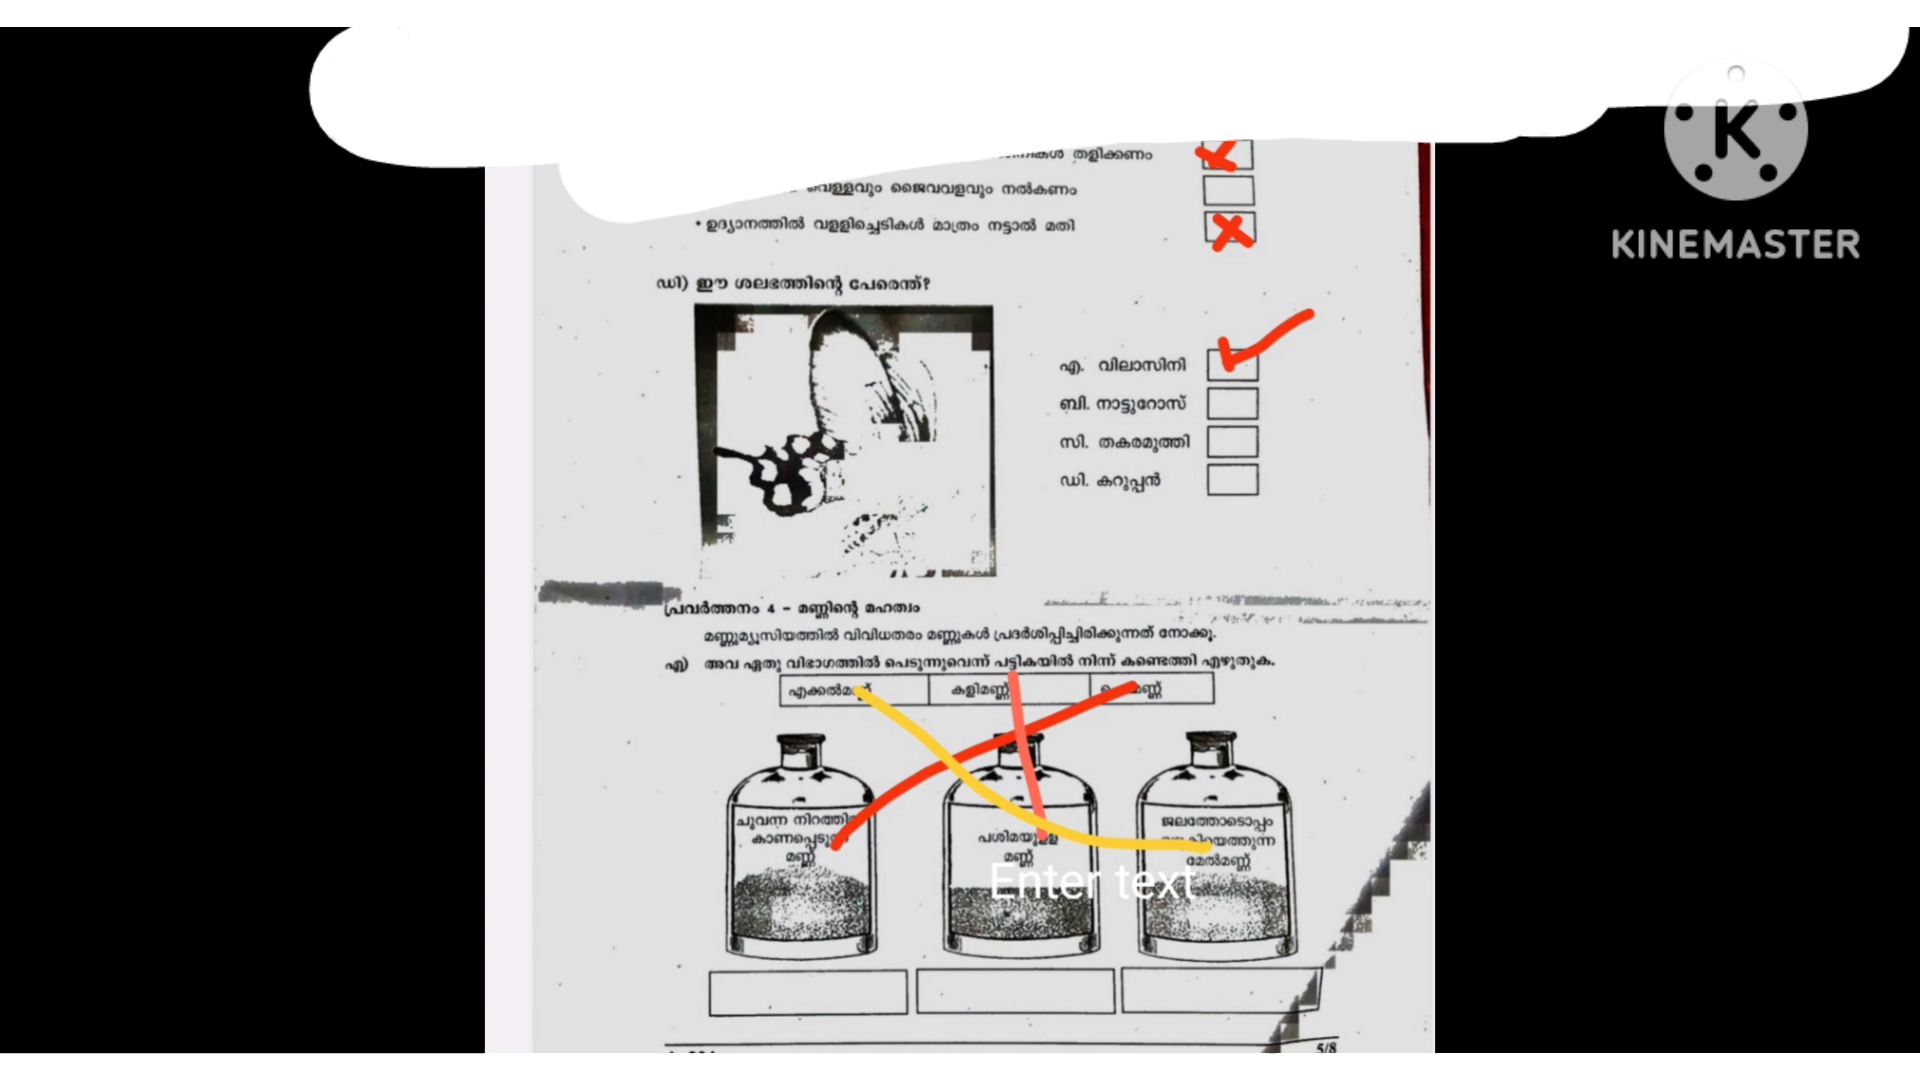 തളിക്കണം
വെള്ളവും ജൈവവളവും നൽകണം
• ഉദ്യാനത്തിൽ വള്ളിച്ചെടികൾ മാത്രം നട്ടാൽ മതി
KINEMASTER
ഡി) ഈ ശലഭത്തിന്റെ പേരെന്ത്?
എ. വിലാസിനി
ബി. നാട്ടുറോസ്
സി. തകരമുത്തി
ഡി. കറുപ്പൻ
പ്രവർത്തനം 4 – മണ്ണിന്റെ മഹത്വം
മണ്ണുമ്യൂസിയത്തിൽ വിവിധതരം മണ്ണുകൾ പ്രദർശിപ്പിച്ചിരിക്കുന്നത് നോക്കൂ.
എ) അവ ഏതു വിഭാഗത്തിൽ പെടുന്നുവെന്ന് പട്ടികയിൽ നിന്ന് കണ്ടെത്തി എഴുതുക.
എക്കൽമണ്ണ് കളിമണ്ണ്
ചുവന്ന നിറത്തിൽ
കാണപ്പെടുന്ന
മണ്ണ്
പശിമയുള്ള
മണ്ണ്
ജലത്തോടൊപ്പം
മേൽമണ്ണ്
Enter text
5/8